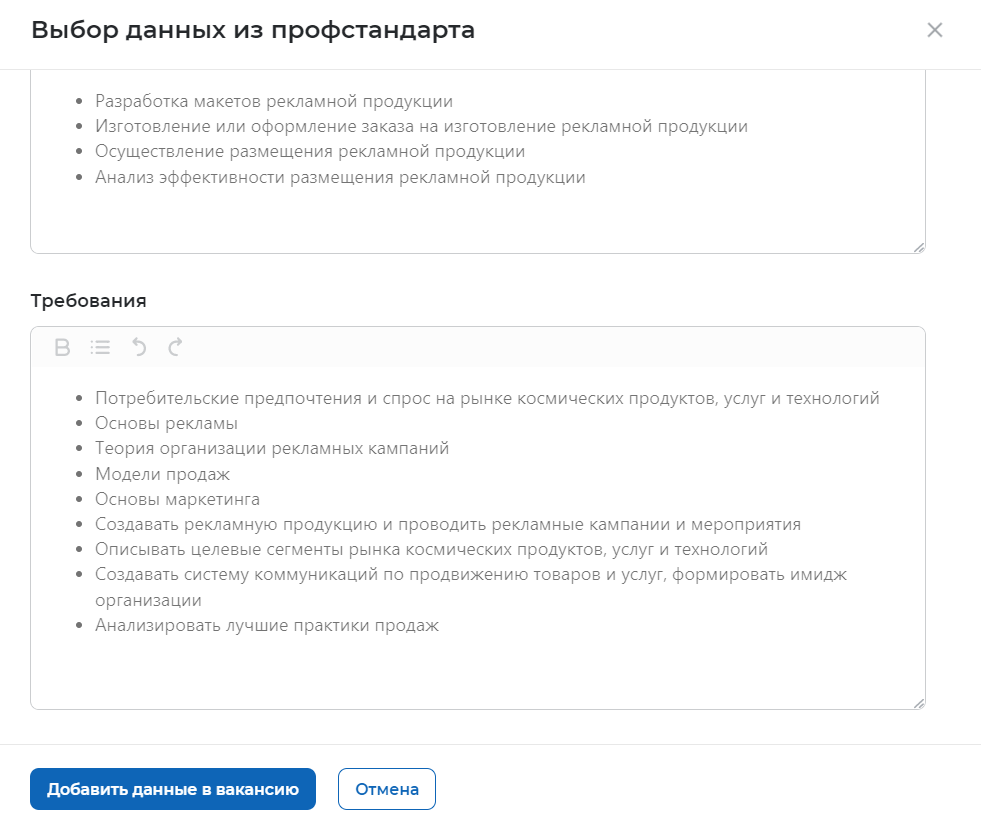 Выбор данных из профстандарта
Разработка макетов рекламной продукции
Изготовление или оформление заказа на изготовление рекламной продукции
Осуществление размещения рекламной продукции
Анализ эффективности размещения рекламной продукции
Требования
B
Потребительские предпочтения и спрос на рынке космических продуктов, услуг и технологий
Основы рекламы
Теория организации рекламных кампаний
Модели продаж
Основы маркетинга
Создавать рекламную продукцию и проводить рекламные кампании и мероприятия
Описывать целевые сегменты рынка космических продуктов, услуг и технологий
Создавать систему коммуникаций по продвижению товаров и услуг, формировать имидж
организации
Анализировать лучшие практики продаж
Добавить данные в вакансию
Отмена